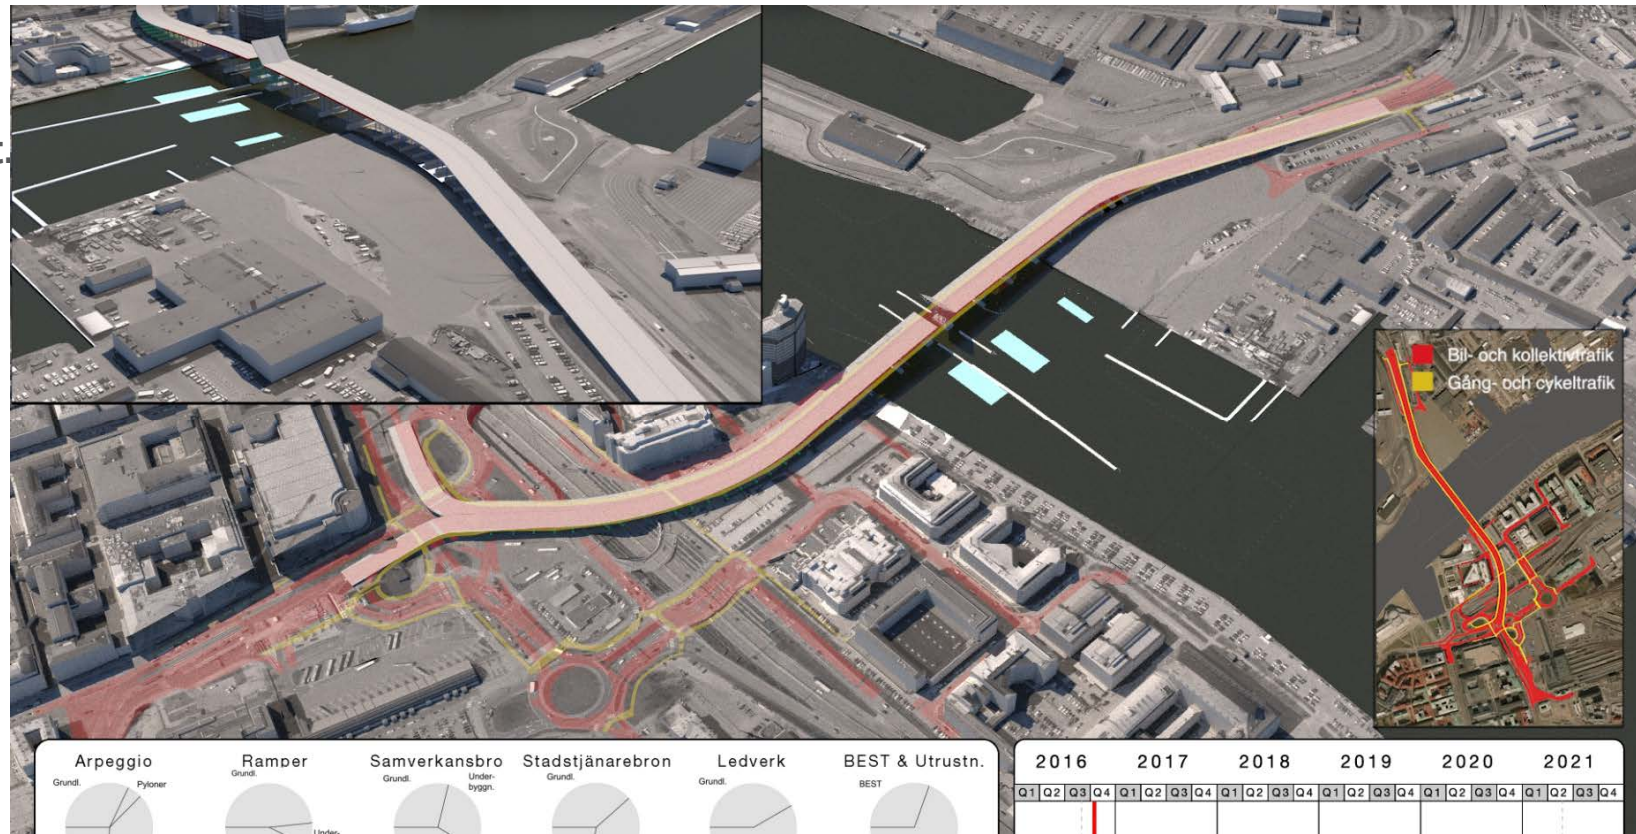 Bil- och kollektivtrafik
Gång- och cykeltrafik
Arpeggio
Grundl.
Pyloner
Ramper
Grundl.
Under-
Samverkansbro
Grundl.
Under-
byggn.
Stadstjänarebron
Grundl.
Ledverk
Grundl.
BEST & Utrustn.
BEST
2016 2017 2018 2019 2020 2021
Q1 Q2 Q3 Q4 Q1 Q2 Q3 Q4 Q1 Q2 Q3 Q4 Q1 Q2 Q3 Q4 Q1 Q2 Q3 Q4 Q1 Q2 Q3 Q4